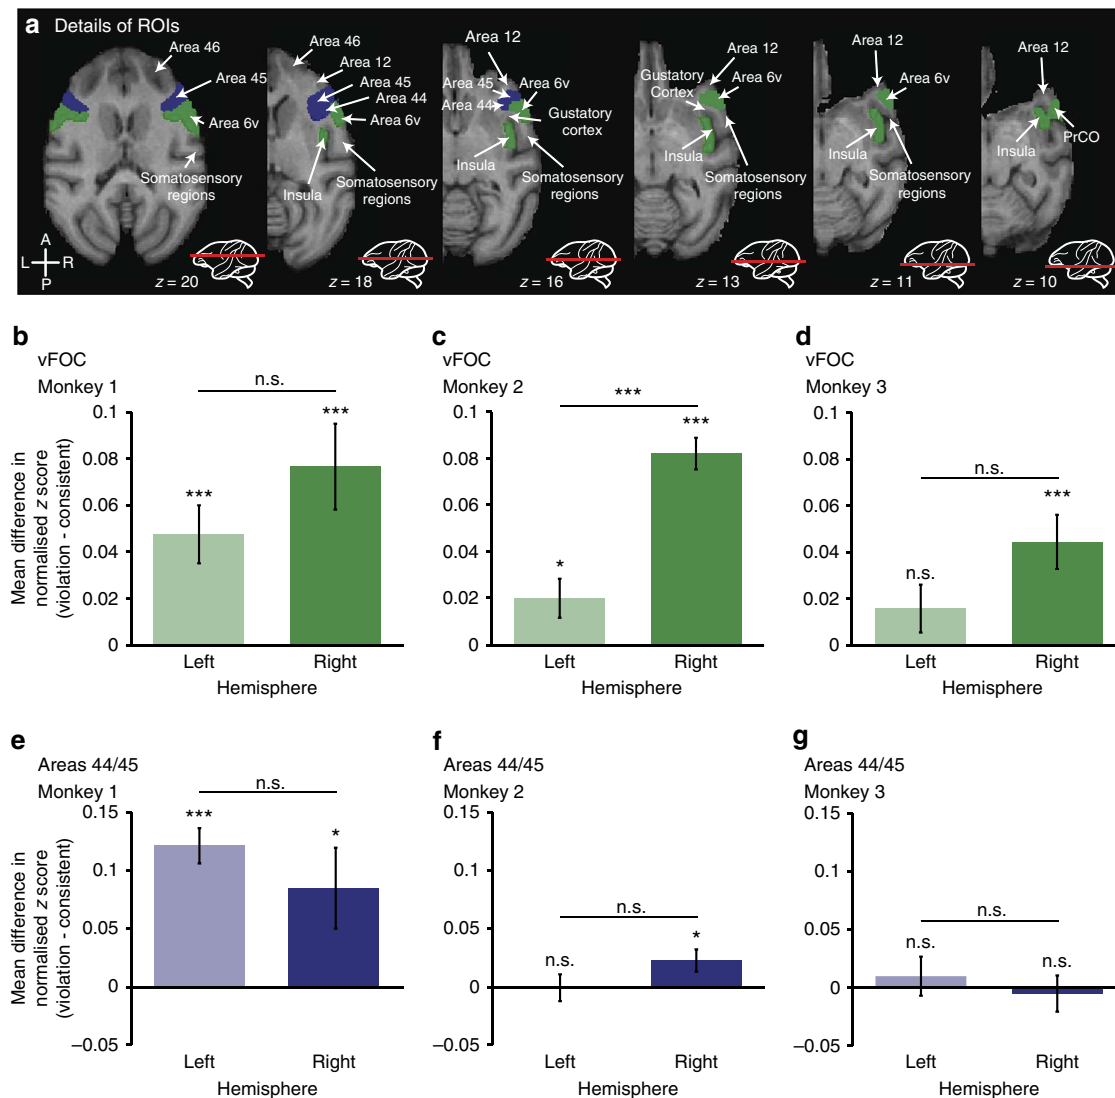 a Details of ROIs
Area 46
Area 45
Area 6v
Somatosensory
regions
A
L R
P
z = 20
Area 46
Area 12
Area 45
Area 44
Area 6v
Insula
Somatosensory
regions
z = 18
Area 12
Area 45
Area 6v
Area 44
Gustatory
cortex
Insula
Somatosensory
regions
z = 16
Area 12
Gustatory
Cortex
Area 6v
Insula
Somatosensory
regions
z = 13
Area 12
Area 6v
Insula
Somatosensory
regions
z = 11
Area 12
Insula
PrCO
z = 10
b
vFOC
Monkey 1
n.s.
***
***
0.1
0.08
0.06
0.04
0.02
0
Mean difference in
normalised z score
(violation - consistent)
Left Right
Hemisphere
c
vFOC
Monkey 2
***
***
*
0.1
0.08
0.06
0.04
0.02
0
Left Right
Hemisphere
d
vFOC
Monkey 3
n.s.
***
n.s.
0.1
0.08
0.06
0.04
0.02
0
Left Right
Hemisphere
e
Areas 44/45
Monkey 1
n.s.
***
*
0.15
0.1
0.05
0
−0.05
Mean difference in
normalised z score
(violation - consistent)
Left Right
Hemisphere
f
Areas 44/45
Monkey 2
n.s.
*
n.s.
0.15
0.1
0.05
0
−0.05
Left Right
Hemisphere
g
Areas 44/45
Monkey 3
n.s.
n.s.
n.s.
0.15
0.1
0.05
0
−0.05
Left Right
Hemisphere